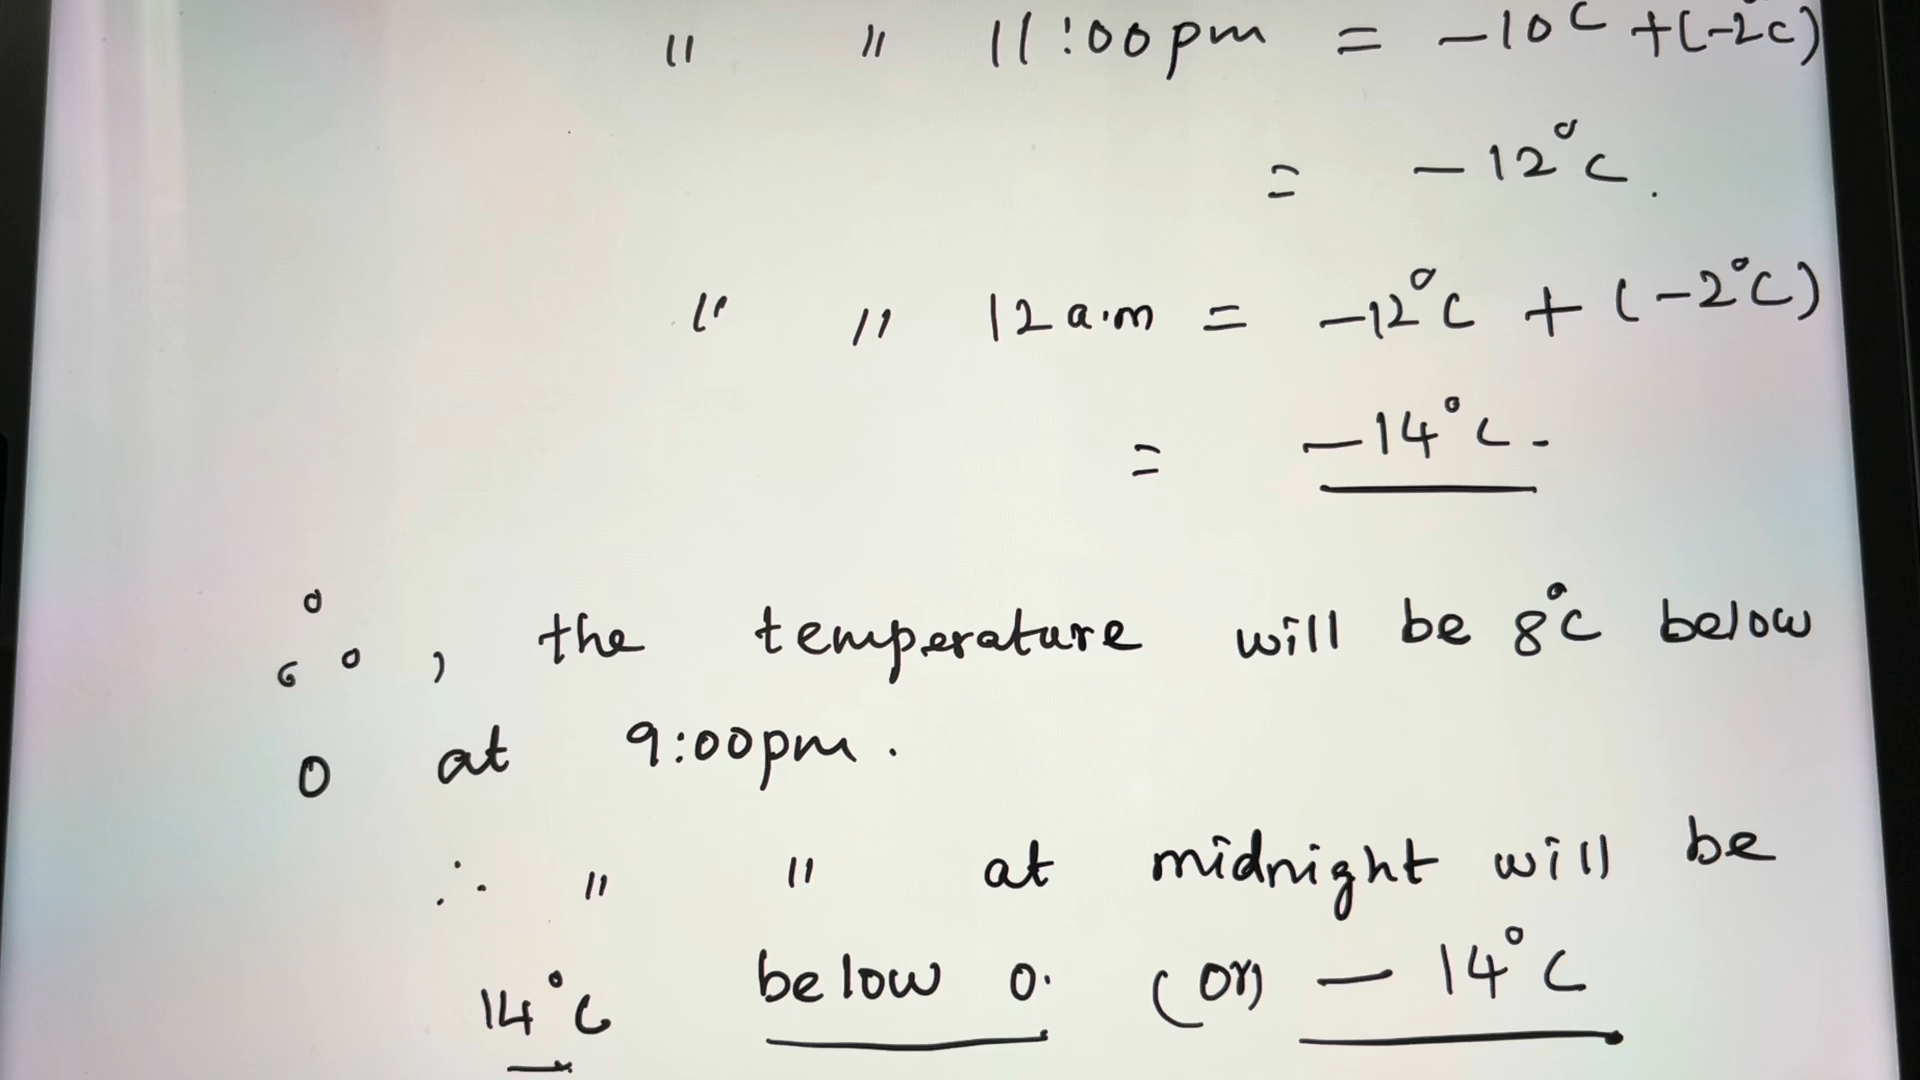 " " 11:00pm = -10C + (-2C)
= -12°C.
" " 12 a.m = -12°C + (-2°C)
= -14°C.
∴, the temperature will be 8°C below
0 at 9:00pm.
∴ " " at midnight will be
14°C below 0. (or) - 14°C